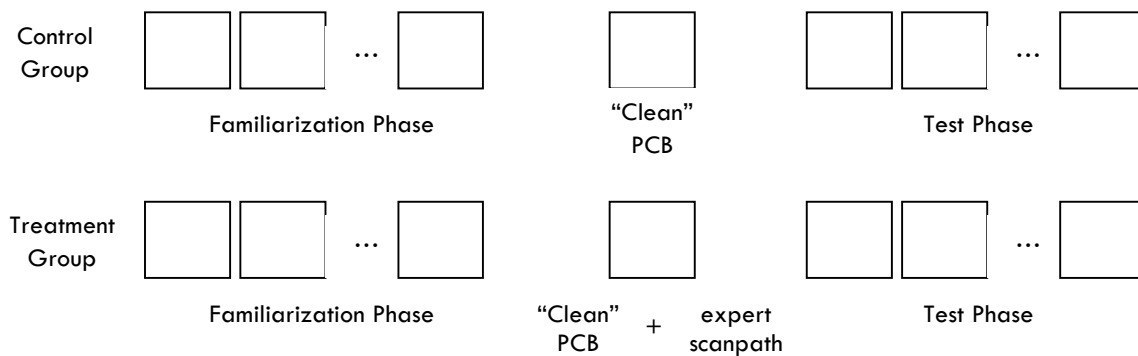 Control
Group
...
...
Familiarization Phase
“Clean”
PCB
Test Phase
Treatment
Group
...
...
Familiarization Phase
“Clean”
PCB
+
expert
scanpath
Test Phase